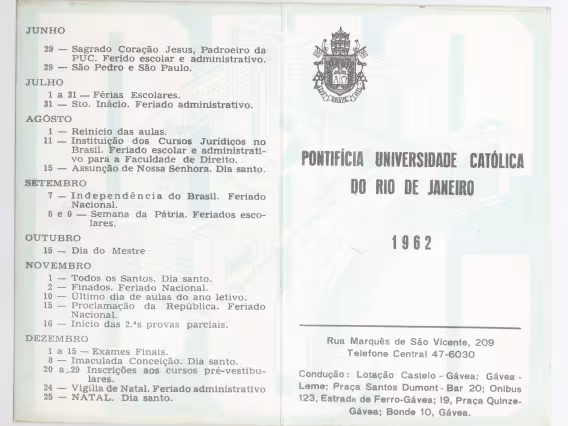 JUNHO
29 — Sagrado Coração Jesus, Padroeiro da
PUC. Ferido escolar e administrativo.
29 — São Pedro e São Paulo.
JULHO
1 a 31 — Férias Escolares.
31 — Sto. Inácio. Feriado administrativo.
AGÔSTO
1 — Reinício das aulas.
11 — Instituição dos Cursos Jurídicos no
Brasil. Feriado escolar e administrati-
vo para a Faculdade de Direito.
15 — Assunção de Nossa Senhora. Dia santo.
SETEMBRO
7 — Independência do Brasil. Feriado
Nacional.
8 e 9 — Semana da Pátria. Feriados esco-
lares.
OUTUBRO
15 — Dia do Mestre
NOVEMBRO
1 — Todos os Santos. Dia santo.
2 — Finados. Feriado Nacional.
10 — Último dia de aulas do ano letivo.
15 — Proclamação da República. Feriado
Nacional.
16 — Início das 2.ªs provas parciais.
DEZEMBRO
1 a 15 — Exames Finais.
8 — Imaculada Conceição. Dia santo.
20 a 29 Inscrições aos cursos pré-vestibu-
lares.
24 — Vigília de Natal. Feriado administrativo
25 — NATAL. Dia santo.
PONTIFÍCIA UNIVERSIDADE CATÓLICA
DO RIO DE JANEIRO
1962
Rua Marquês de São Vicente, 209
Telefone Central 47-6030
Condução: Lotação Castelo - Gávea; Gávea -
Leme; Praça Santos Dumont - Bar 20; Onibus
123, Estrada de Ferro-Gávea; 19, Praça Quinze-
Gávea; Bonde 10, Gávea.